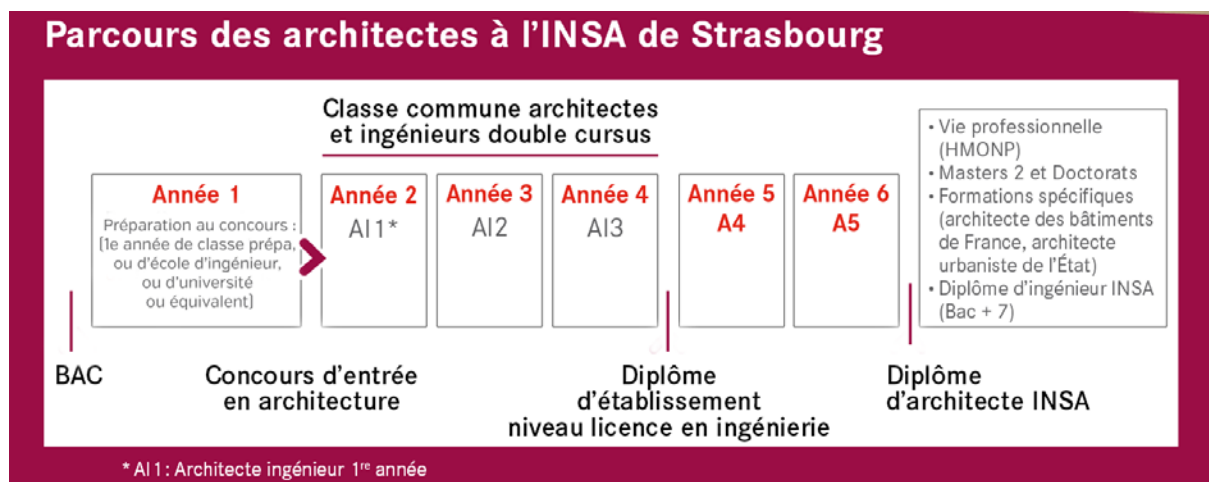 Parcours des architectes à l'INSA de Strasbourg
Classe commune architectes
et ingénieurs double cursus
Année 1
Préparation au concours :
(1e année de classe prépa,
ou d'école d'ingénieur,
ou d'université
ou équivalent)
Année 2
AI1*
Année 3
AI2
Année 4
AI3
Année 5
A4
Année 6
A5
• Vie professionnelle
(HMONP)
• Masters 2 et Doctorats
• Formations spécifiques
(architecte des bâtiments
de France, architecte
urbaniste de l'État)
• Diplôme d'ingénieur INSA
(Bac + 7)
BAC
Concours d'entrée
en architecture
Diplôme
d'établissement
niveau licence en ingénierie
Diplôme
d'architecte INSA
* AI 1 : Architecte ingénieur 1re année